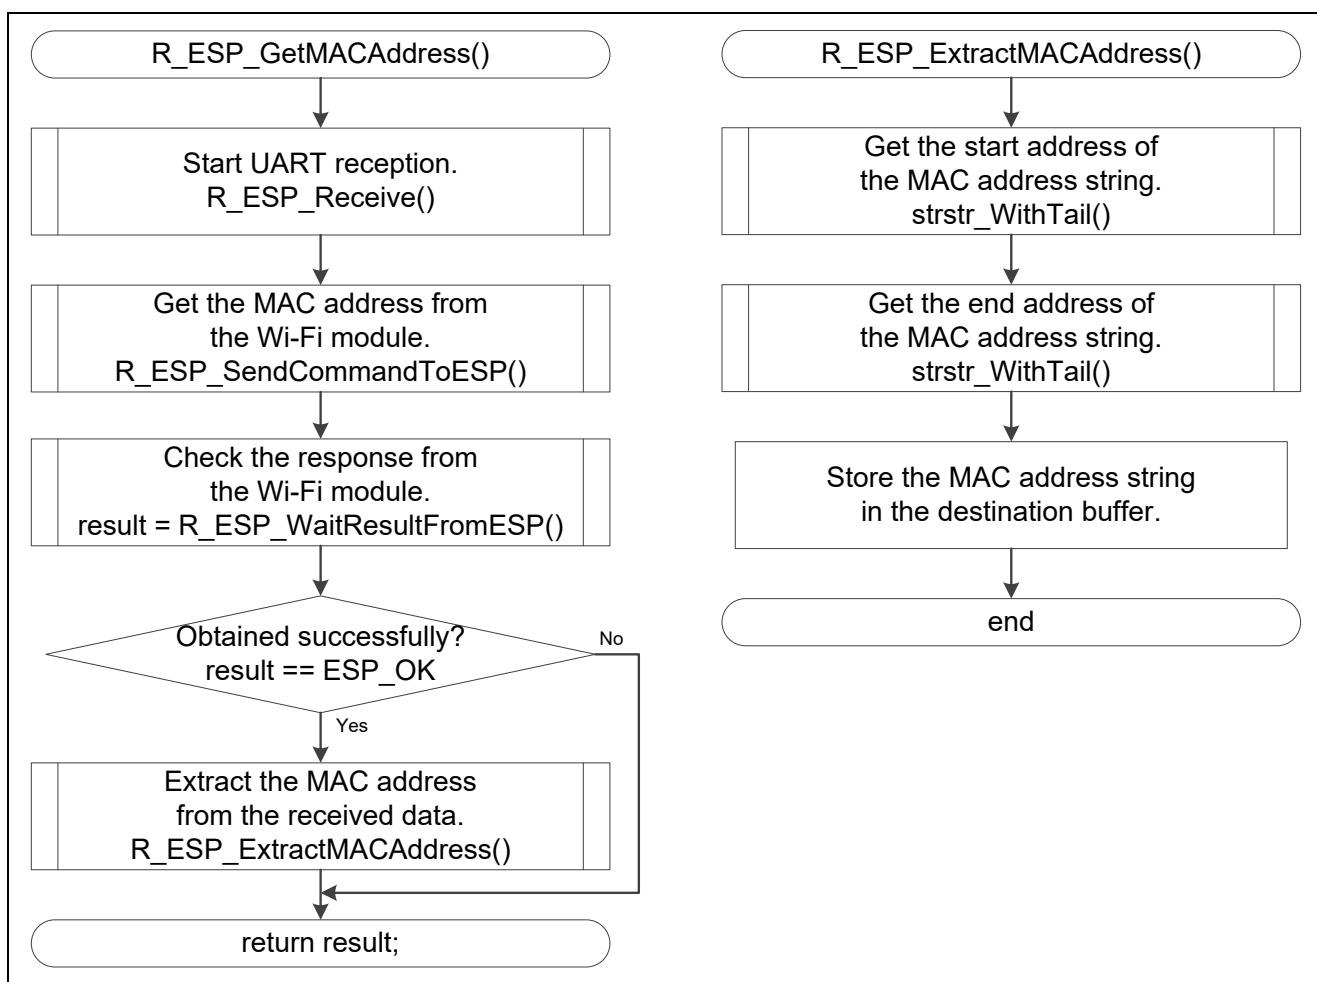 R_ESP_GetMACAddress()
Start UART reception.
R_ESP_Receive()
Get the MAC address from
the Wi-Fi module.
R_ESP_SendCommandToESP()
Check the response from
the Wi-Fi module.
result = R_ESP_WaitResultFromESP()
Obtained successfully?
result == ESP_OK
No
Yes
Extract the MAC address
from the received data.
R_ESP_ExtractMACAddress()
return result;
R_ESP_ExtractMACAddress()
Get the start address of
the MAC address string.
strstr_WithTail()
Get the end address of
the MAC address string.
strstr_WithTail()
Store the MAC address string
in the destination buffer.
end